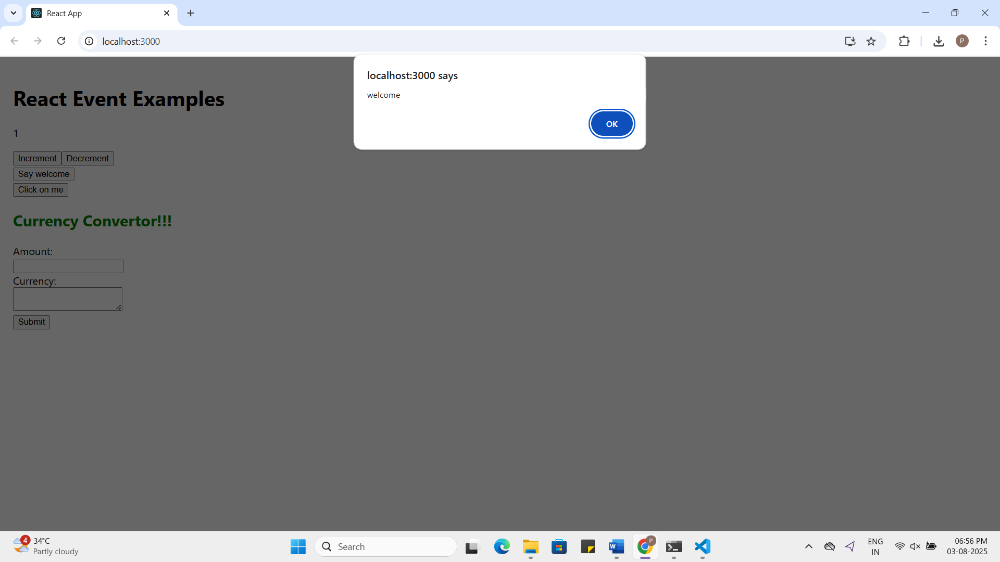 React App
localhost:3000
localhost:3000 says
welcome
OK
React Event Examples
1
Increment Decrement
Say welcome
Click on me
Currency Convertor!!!
Amount:
Currency:
Submit
4
34°C
Partly cloudy
Search
W
P
P
ENG
IN
06:56 PM
03-08-2025